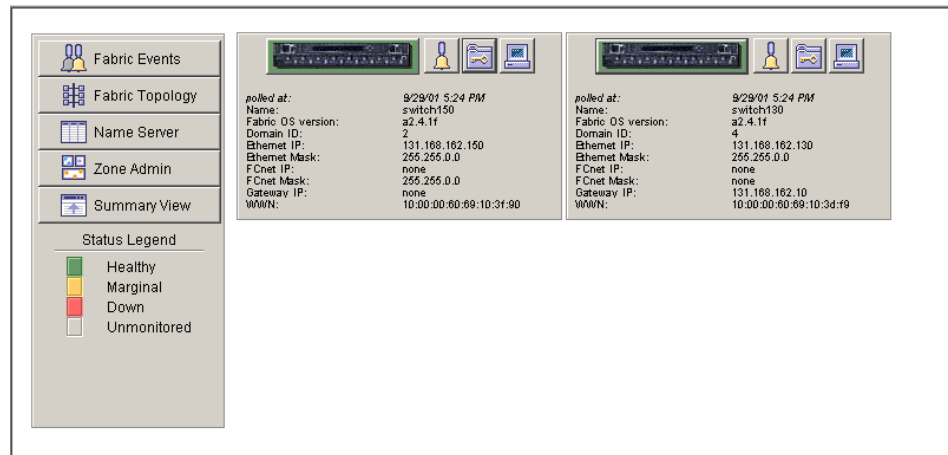 Fabric Events
Fabric Topology
Name Server
Zone Admin
Summary View
Status Legend
Healthy
Marginal
Down
Unmonitored
polled at: 9/29/01 5:24 PM
Name: switch150
Fabric OS version: a2.4.1f
Domain ID: 2
Ethernet IP: 131.168.162.150
Ethernet Mask: 255.255.0.0
FCnet IP: none
FCnet Mask: 255.255.0.0
Gateway IP: none
WWN: 10:00:00:60:69:10:3f:90
polled at: 9/29/01 5:24 PM
Name: switch130
Fabric OS version: a2.4.1f
Domain ID: 4
Ethernet IP: 131.168.162.130
Ethernet Mask: 255.255.0.0
FCnet IP: none
FCnet Mask: none
Gateway IP: 131.168.162.10
WWN: 10:00:00:60:69:10:3d:f9